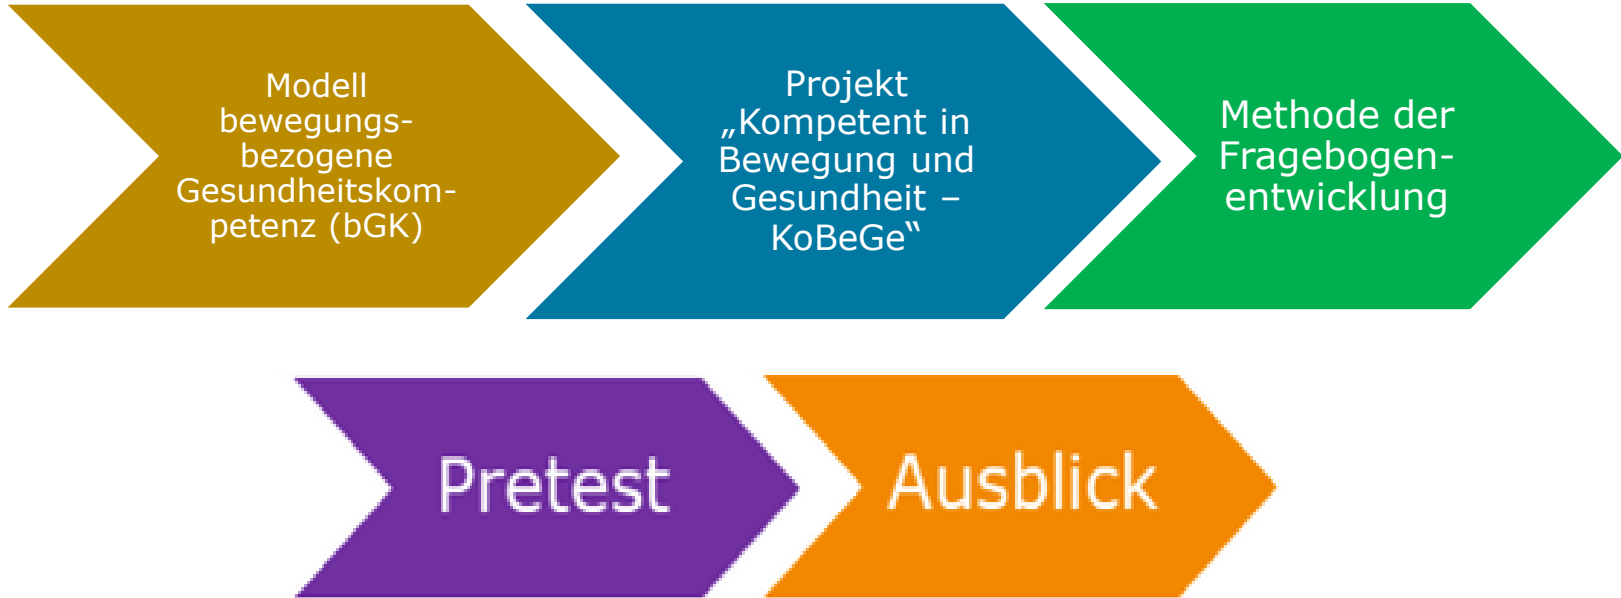 Modell
bewegungs-
bezogene
Gesundheitskom-
petenz (bGK)
Projekt
„Kompetent in
Bewegung und
Gesundheit –
KoBeGe“
Methode der
Fragebogen-
entwicklung
Pretest
Ausblick